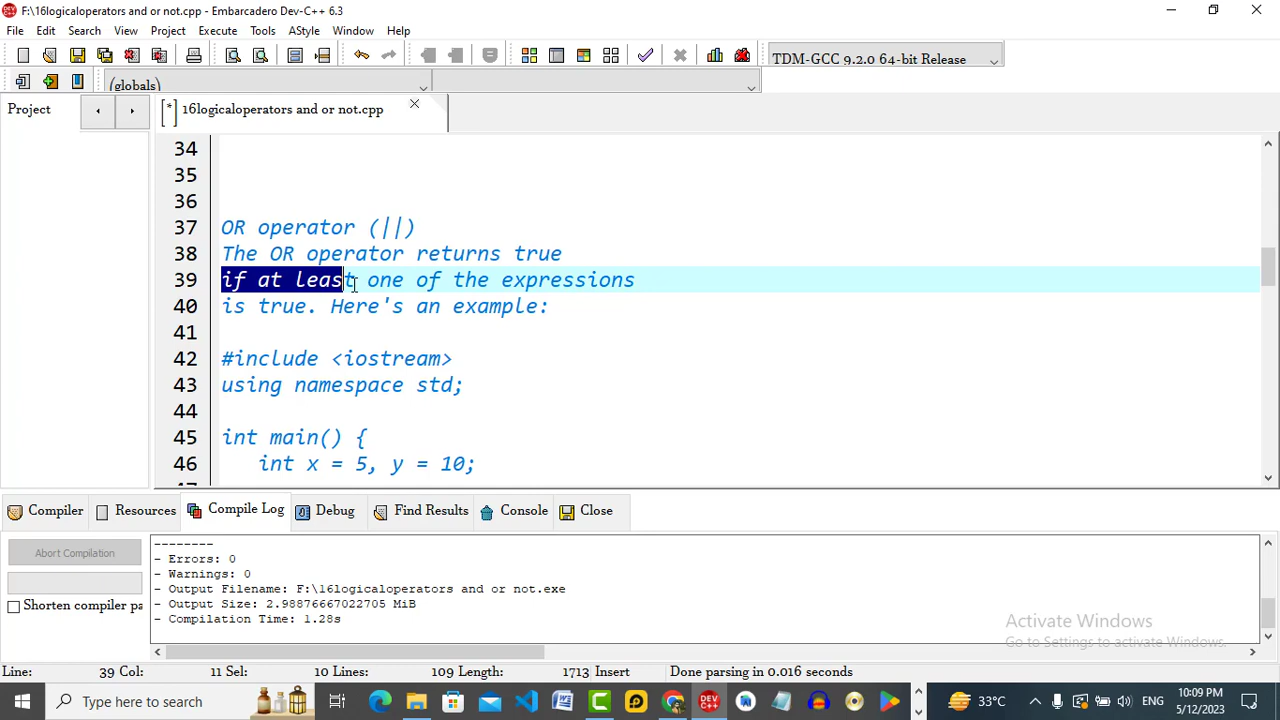 F:\16logicaloperators and or not.cpp - Embarcadero Dev-C++ 6.3
File Edit Search View Project Execute Tools AStyle Window Help
TDM-GCC 9.2.0 64-bit Release
(globals)
Project
[*] 16logicaloperators and or not.cpp
34
35
36
37 OR operator (||)
38 The OR operator returns true
39 if at least one of the expressions
40 is true. Here's an example:
41
42 #include <iostream>
43 using namespace std;
44
45 int main() {
46 int x = 5, y = 10;
Compiler Resources Compile Log Debug Find Results Console Close
Abort Compilation
Shorten compiler pa
--------
- Errors: 0
- Warnings: 0
- Output Filename: F:\16logicaloperators and or not.exe
- Output Size: 2.98876667022705 MiB
- Compilation Time: 1.28s
Activate Windows
Go to Settings to activate Windows.
Line: 39 Col: 11 Sel: 10 Lines: 109 Length: 1713 Insert Done parsing in 0.016 seconds
Type here to search
33°C
ENG
10:09 PM
5/12/2023